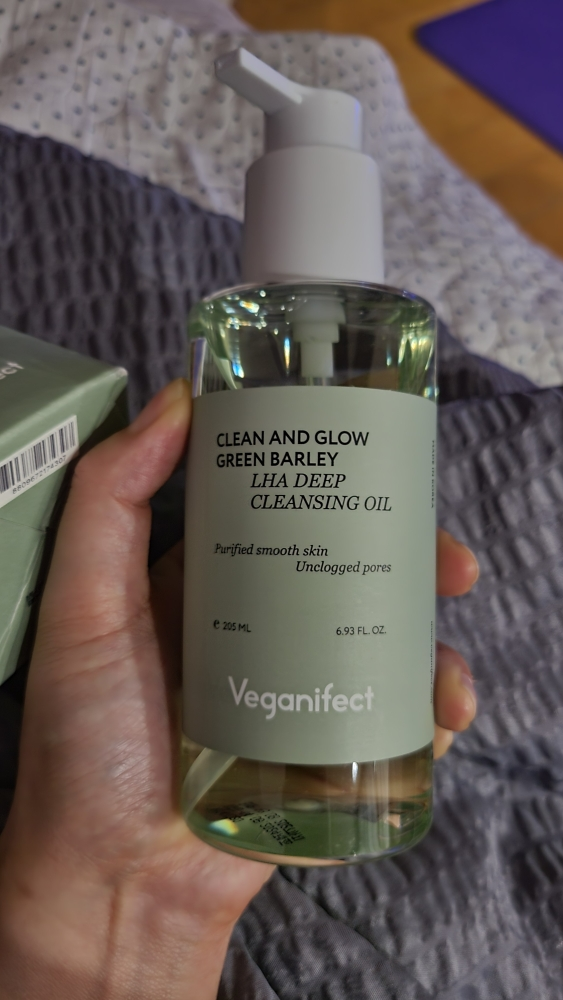 CLEAN AND GLOW
GREEN BARLEY
LHA DEEP
CLEANSING OIL
Purified smooth skin
Unclogged pores
℮ 205 ML 6.93 FL. OZ.
Veganifect